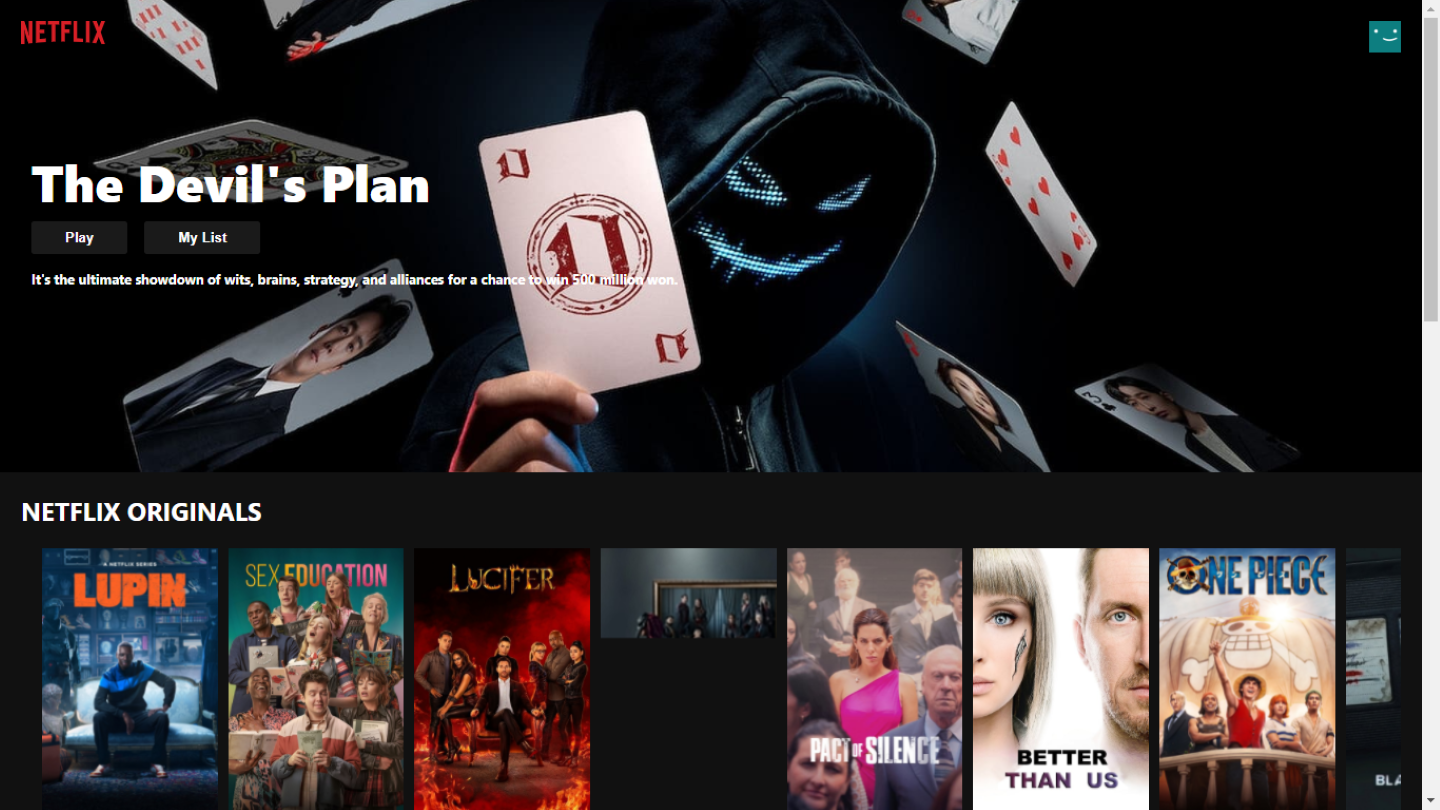 NETFLIX
The Devil's Plan
Play
My List
It's the ultimate showdown of wits, brains, strategy, and alliances for a chance to win 500 million won.
NETFLIX ORIGINALS
A NETFLIX SERIES
LUPIN
SEX EDUCATION
LUCIFER
PACT OF SILENCE
BETTER
THAN US
ONE PIECE
BLA